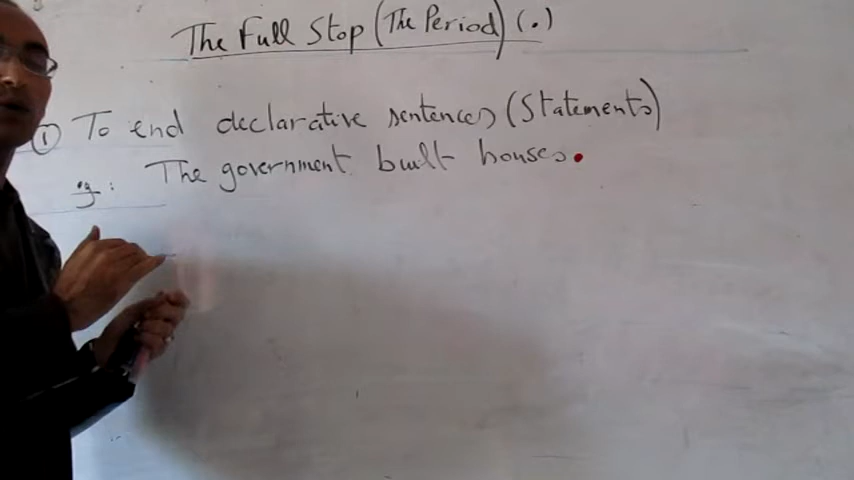 The Full Stop (The Period) (.)
① To end declarative sentences (Statements)
eg: The government built houses.